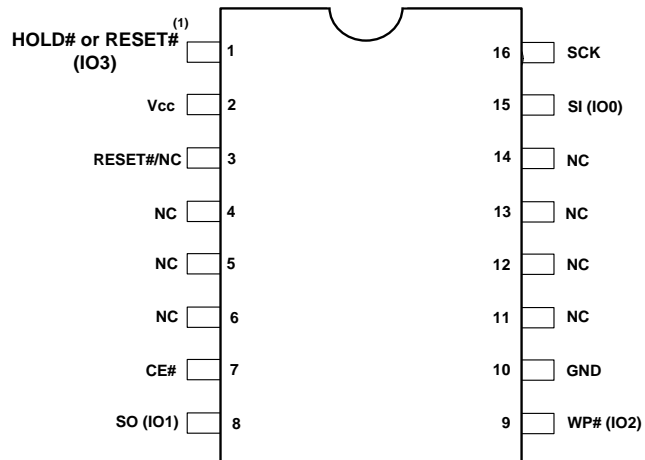 (1)
HOLD# or RESET# 1 16 SCK
(IO3)
Vcc 2 15 SI (IO0)
RESET#/NC 3 14 NC
NC 4 13 NC
NC 5 12 NC
NC 6 11 NC
CE# 7 10 GND
SO (IO1) 8 9 WP# (IO2)